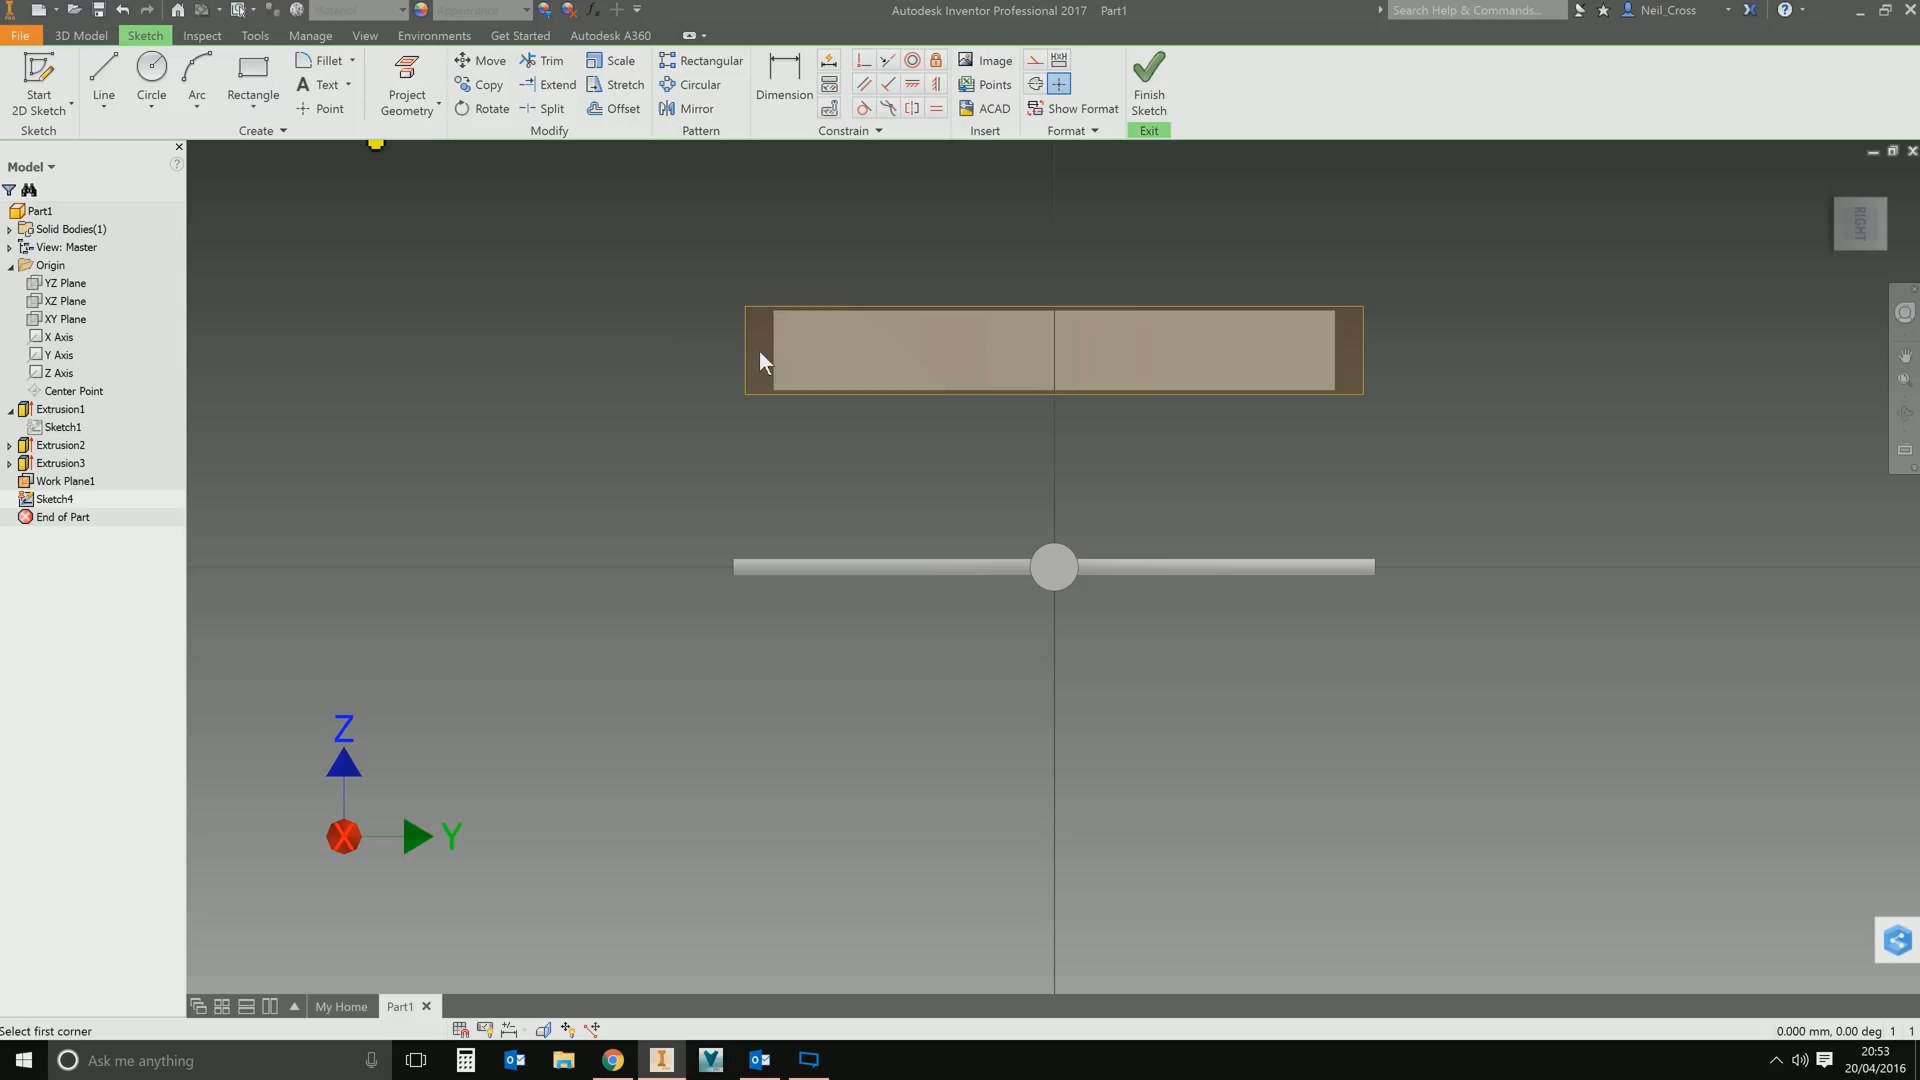 Material
Appearance
Autodesk Inventor Professional 2017 Part1
Search Help & Commands...
Neil_Cross
File
3D Model
Sketch
Inspect
Tools
Manage
View
Environments
Get Started
Autodesk A360
Start
2D Sketch
Line
Circle
Arc
Rectangle
Fillet
Text
Point
Project
Geometry
Move
Copy
Rotate
Trim
Extend
Split
Scale
Stretch
Offset
Rectangular
Circular
Mirror
Dimension
Image
Points
ACAD
Show Format
Finish
Sketch
Sketch
Create
Modify
Pattern
Constrain
Insert
Format
Exit
Model
Part1
Solid Bodies(1)
View: Master
Origin
YZ Plane
XZ Plane
XY Plane
X Axis
Y Axis
Z Axis
Center Point
Extrusion1
Sketch1
Extrusion2
Extrusion3
Work Plane1
Sketch4
End of Part
RIGHT
Z
X
Y
My Home
Part1
Select first corner
0.000 mm, 0.00 deg 1 1
Ask me anything
20:53
20/04/2016